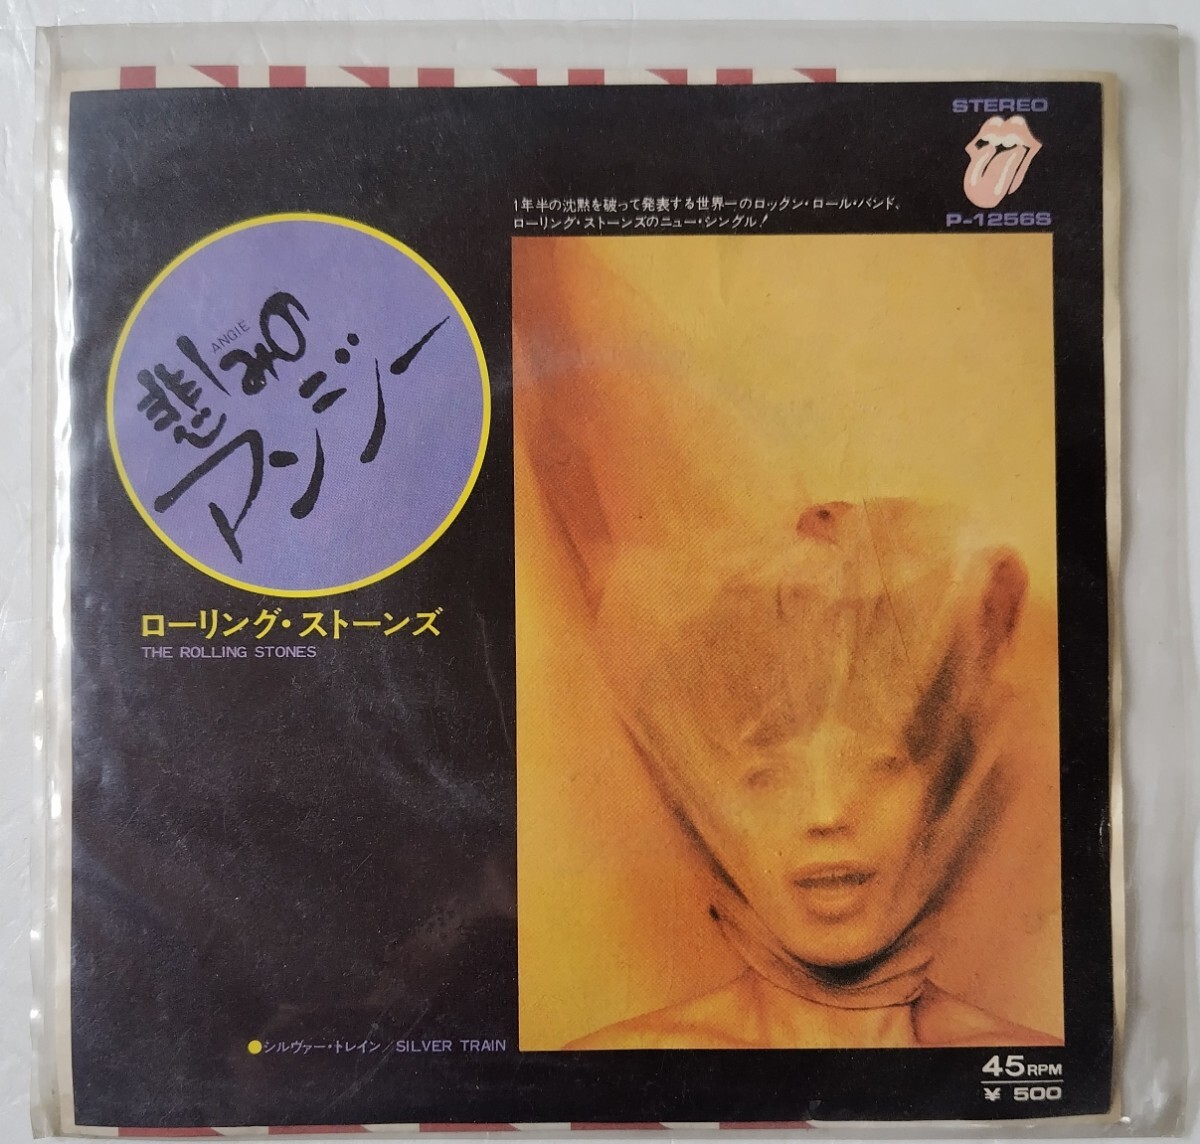 STEREO
P-1256S
1年半の沈黙を破って発表する世界一のロックン・ロール・バンド、
ローリング・ストーンズのニュー・シングル!
悲しみの
ANGIE
アンジー
ローリング・ストーンズ
THE ROLLING STONES
●シルヴァー・トレイン/SILVER TRAIN
45RPM
¥ 500